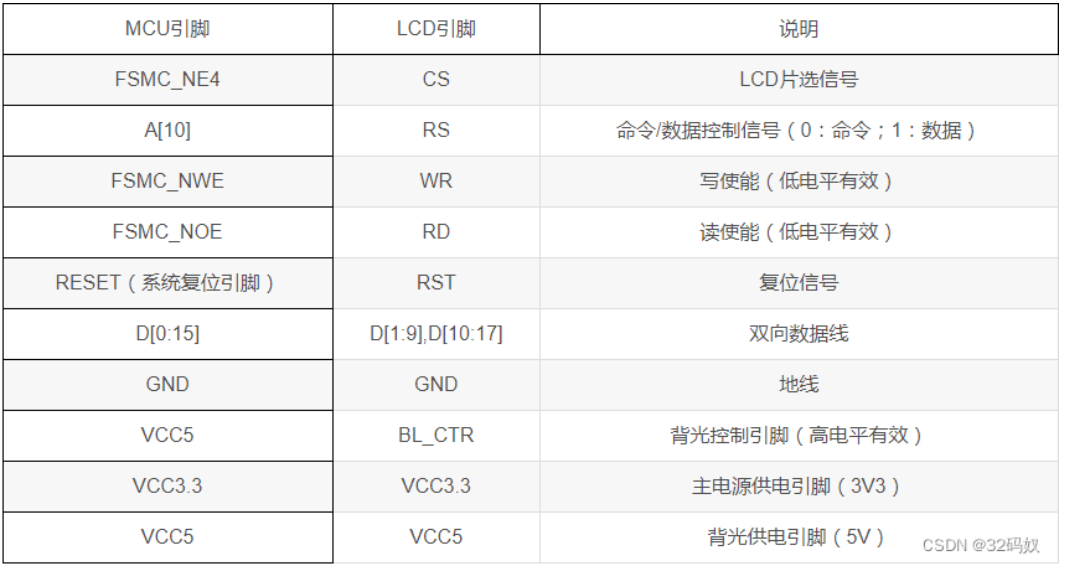 MCU引脚 LCD引脚 说明
FSMC_NE4 CS LCD片选信号
A[10] RS 命令/数据控制信号（0：命令；1：数据）
FSMC_NWE WR 写使能（低电平有效）
FSMC_NOE RD 读使能（低电平有效）
RESET（系统复位引脚） RST 复位信号
D[0:15] D[1:9],D[10:17] 双向数据线
GND GND 地线
VCC5 BL_CTR 背光控制引脚（高电平有效）
VCC3.3 VCC3.3 主电源供电引脚（3V3）
VCC5 VCC5 背光供电引脚（5V）
CSDN @32码奴